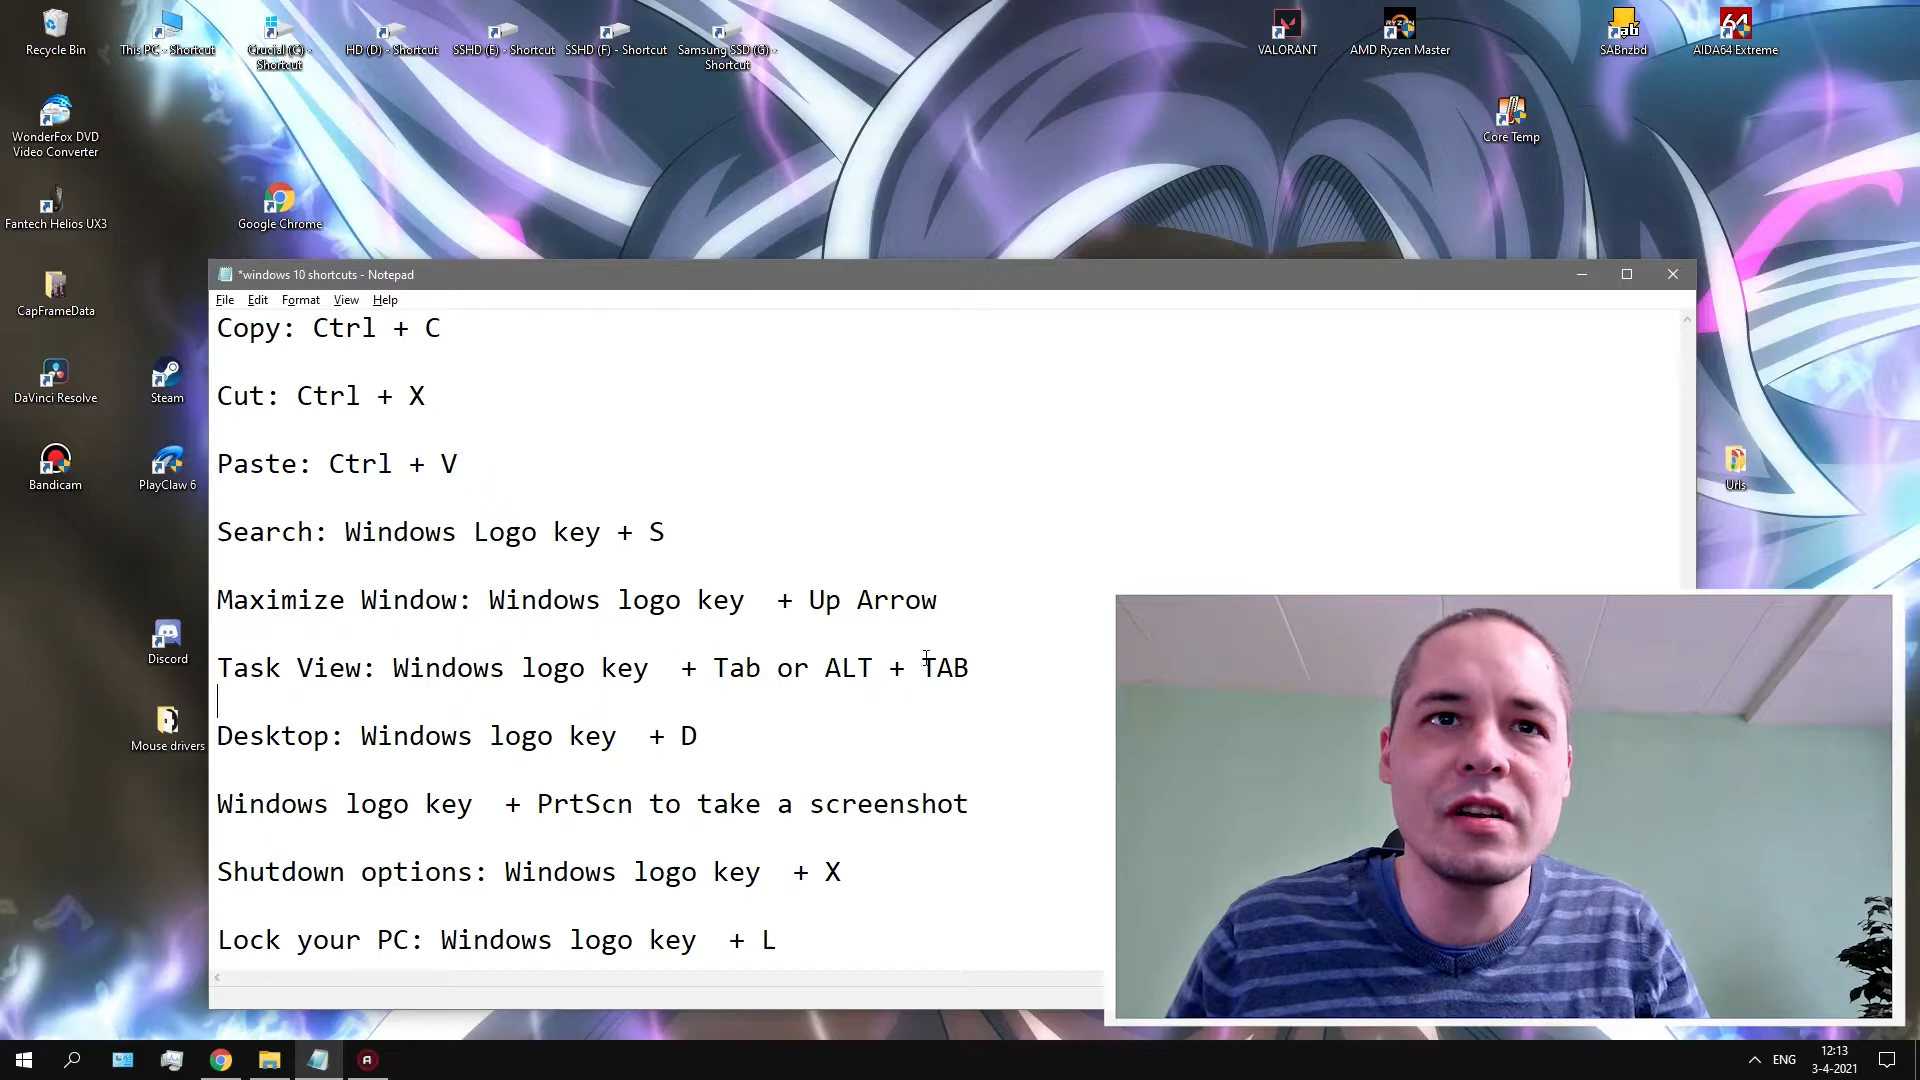 Recycle Bin
This PC - Shortcut
Crucial (C) -
Shortcut
HD (D) - Shortcut
SSHD (E) - Shortcut
SSHD (F) - Shortcut
Samsung SSD (G) -
Shortcut
VALORANT
RYZEN
AMD Ryzen Master
ab
SABnzbd
64
AIDA64 Extreme
WonderFox DVD
Video Converter
Core Temp
Fantech Helios UX3
Google Chrome
CapFrameData
DaVinci Resolve
Steam
Bandicam
PlayClaw 6
Urls
Discord
Mouse drivers
*windows 10 shortcuts - Notepad
File Edit Format View Help
Copy: Ctrl + C
Cut: Ctrl + X
Paste: Ctrl + V
Search: Windows Logo key + S
Maximize Window: Windows logo key  + Up Arrow
Task View: Windows logo key  + Tab or ALT + TAB
Desktop: Windows logo key  + D
Windows logo key  + PrtScn to take a screenshot
Shutdown options: Windows logo key  + X
Lock your PC: Windows logo key  + L
A
ENG
12:13
3-4-2021